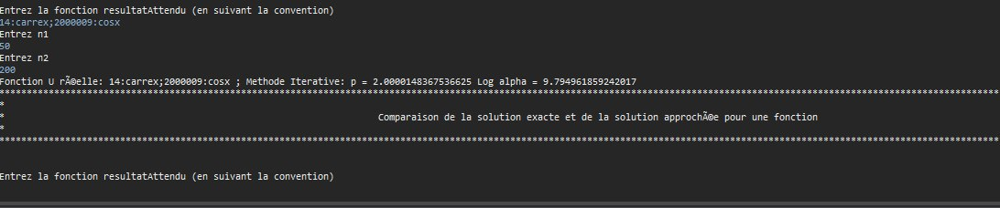 Entrez la fonction resultatAttendu (en suivant la convention)
14:carrex;2000009:cosx
Entrez n1
50
Entrez n2
200
Fonction U rÃ©elle: 14:carrex;2000009:cosx ; Methode Iterative: p = 2.0000148367536625 Log alpha = 9.794961859242017
*******************************************************************************************************************************************************************************
*
* Comparaison de la solution exacte et de la solution approchÃ©e pour une fonction
*
*******************************************************************************************************************************************************************************
Entrez la fonction resultatAttendu (en suivant la convention)